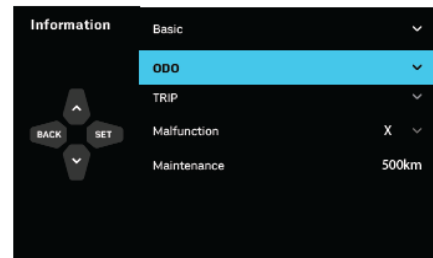 Information
Basic
ODO
TRIP
Malfunction X
Maintenance 500km
BACK SET